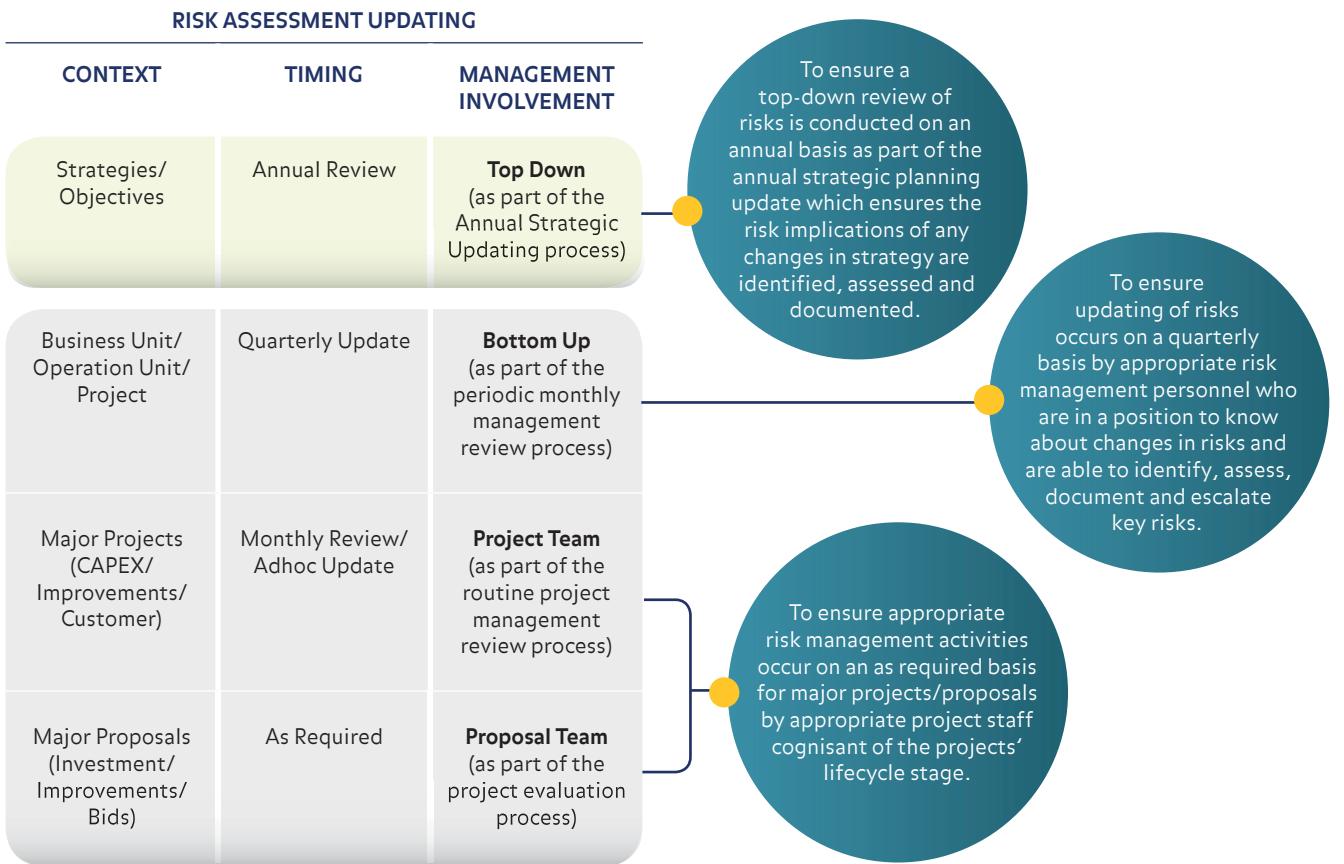 RISK ASSESSMENT UPDATING
CONTEXT
TIMING
MANAGEMENT
INVOLVEMENT
Strategies/
Objectives
Annual Review
Top Down
(as part of the
Annual Strategic
Updating process)
To ensure a
top-down review of
risks is conducted on an
annual basis as part of the
annual strategic planning
update which ensures the
risk implications of any
changes in strategy are
identified, assessed and
documented.
Business Unit/
Operation Unit/
Project
Quarterly Update
Bottom Up
(as part of the
periodic monthly
management
review process)
To ensure
updating of risks
occurs on a quarterly
basis by appropriate risk
management personnel who
are in a position to know
about changes in risks and
are able to identify, assess,
document and escalate
key risks.
Major Projects
(CAPEX/
Improvements/
Customer)
Monthly Review/
Adhoc Update
Project Team
(as part of the
routine project
management
review process)
Major Proposals
(Investment/
Improvements/
Bids)
As Required
Proposal Team
(as part of the
project evaluation
process)
To ensure appropriate
risk management activities
occur on an as required basis
for major projects/proposals
by appropriate project staff
cognisant of the projects'
lifecycle stage.